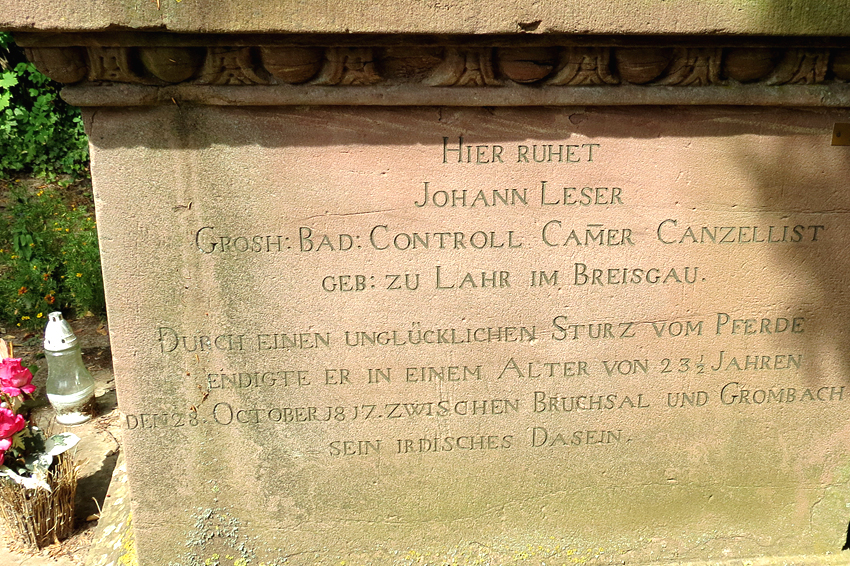 HIER RUHET
JOHANN LESER
GROSH: BAD: CONTROLL CAM̅ER CANZELLIST
GEB: ZU LAHR IM BREISGAU.
DURCH EINEN UNGLÜCKLICHEN STURZ VOM PFERDE
ENDIGTE ER IN EINEM ALTER VON 23½ JAHREN
DEN 28. OCTOBER 1817. ZWISCHEN BRUCHSAL UND GROMBACH
SEIN IRDISCHES DASEIN.